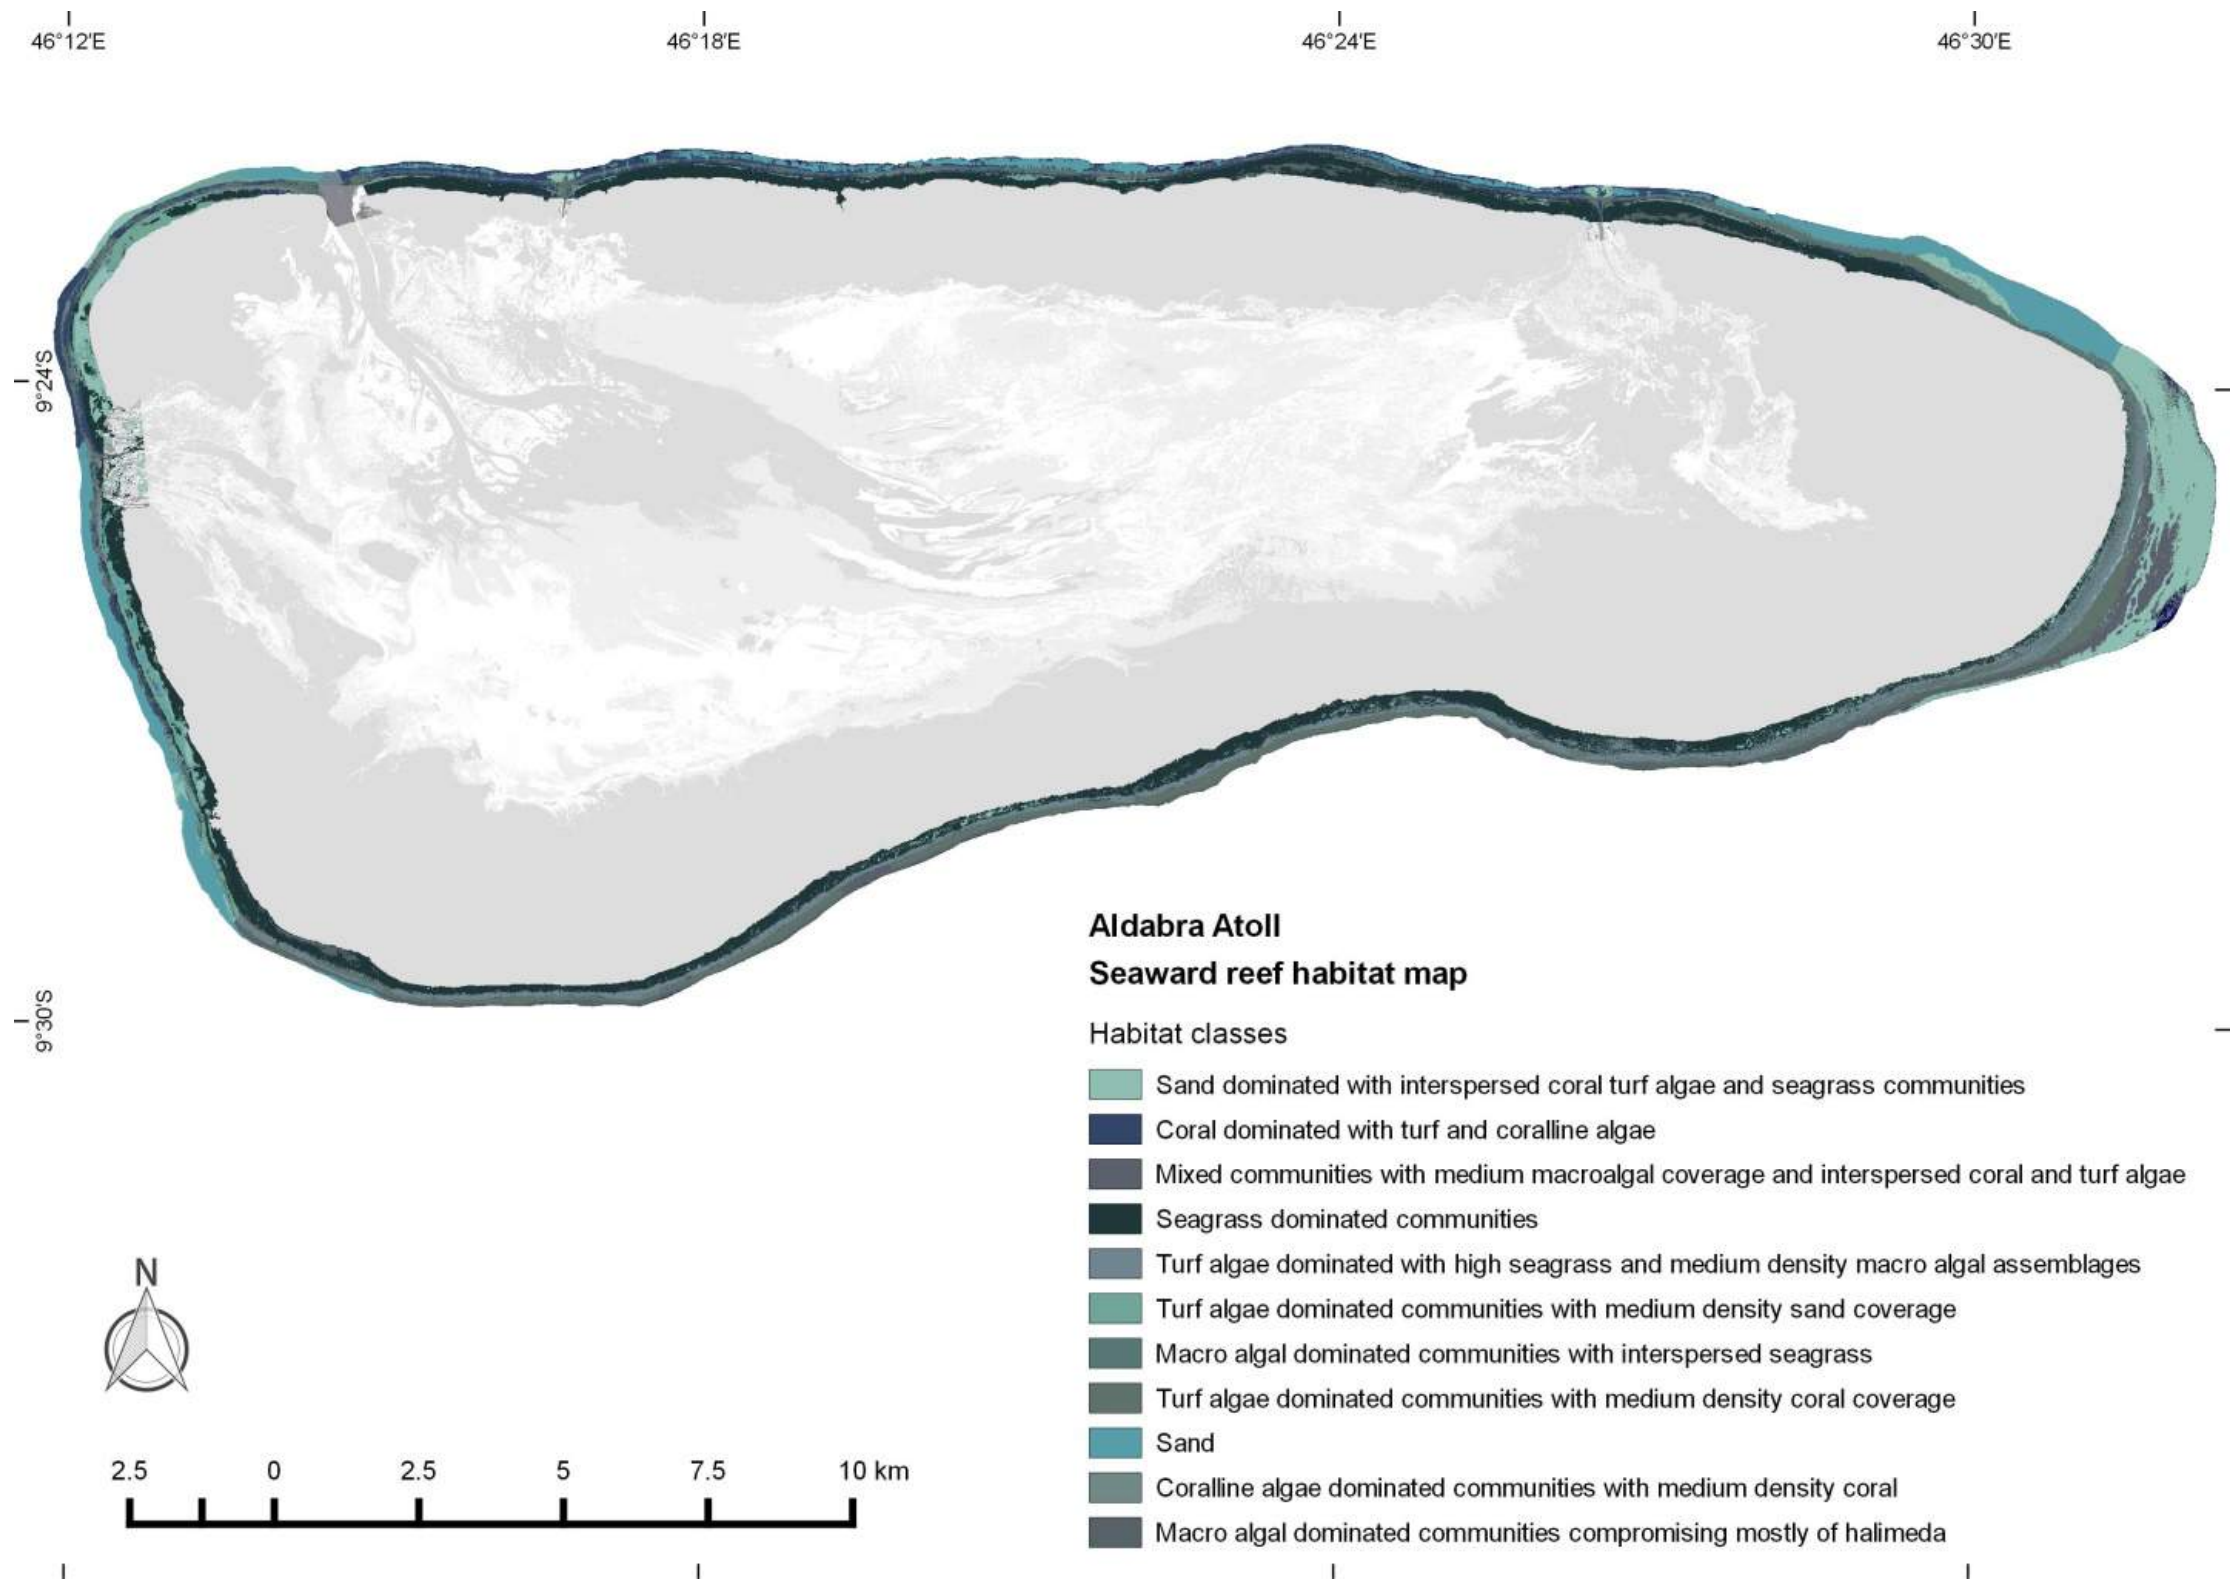 46°12'E
46°18'E
46°24'E
46°30'E
9°24'S
9°30'S
Aldabra Atoll
Seaward reef habitat map
Habitat classes
Sand dominated with interspersed coral turf algae and seagrass communities
Coral dominated with turf and coralline algae
Mixed communities with medium macroalgal coverage and interspersed coral and turf algae
Seagrass dominated communities
Turf algae dominated with high seagrass and medium density macro algal assemblages
Turf algae dominated communities with medium density sand coverage
Macro algal dominated communities with interspersed seagrass
Turf algae dominated communities with medium density coral coverage
Sand
Coralline algae dominated communities with medium density coral
Macro algal dominated communities compromising mostly of halimeda
N
2.5 0 2.5 5 7.5 10 km